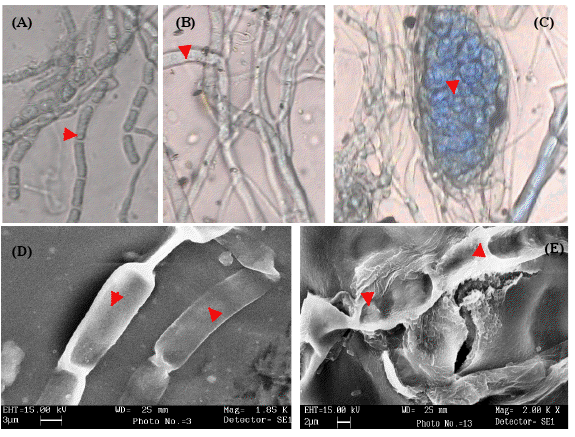 (A)
(B)
(C)
(D)
(E)
EHT=15.00 kV WD= 25 mm Mag= 1.85 K X
3µm Photo No.=3 Detector= SE1
EHT=15.00 kV WD= 25 mm Mag= 2.00 K X
2µm Photo No.=13 Detector= SE1